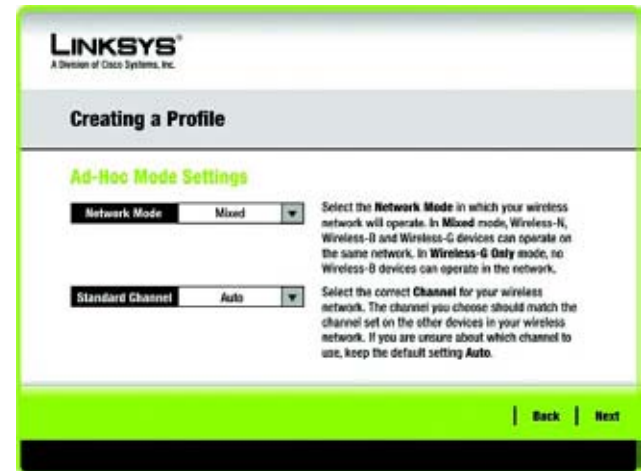 LINKSYS®
A Division of Cisco Systems, Inc.
Creating a Profile
Ad-Hoc Mode Settings
Network Mode Mixed
Select the Network Mode in which your wireless
network will operate. In Mixed mode, Wireless-N,
Wireless-B and Wireless-G devices can operate on
the same network. In Wireless-G Only mode, no
Wireless-B devices can operate in the network.
Standard Channel Auto
Select the correct Channel for your wireless
network. The channel you choose should match the
channel set on the other devices in your wireless
network. If you are unsure about which channel to
use, keep the default setting Auto.
Back Next